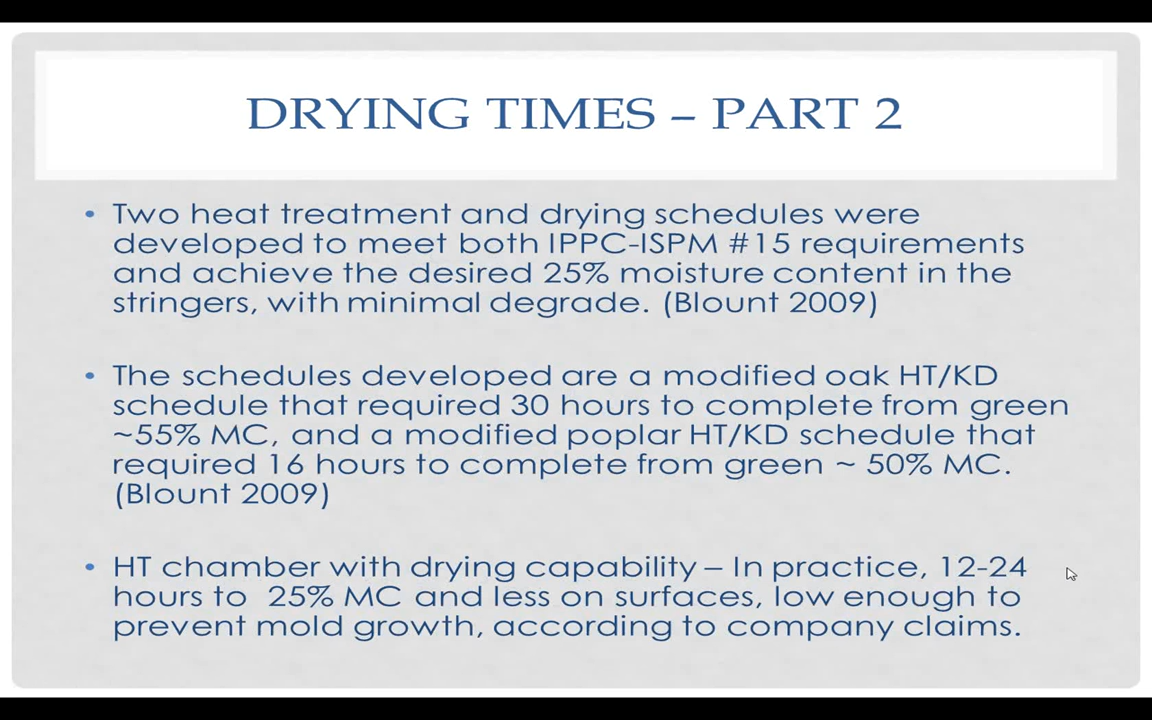 DRYING TIMES – PART 2
• Two heat treatment and drying schedules were
developed to meet both IPPC-ISPM #15 requirements
and achieve the desired 25% moisture content in the
stringers, with minimal degrade. (Blount 2009)
• The schedules developed are a modified oak HT/KD
schedule that required 30 hours to complete from green
~55% MC, and a modified poplar HT/KD schedule that
required 16 hours to complete from green ~ 50% MC.
(Blount 2009)
• HT chamber with drying capability – In practice, 12-24
hours to  25% MC and less on surfaces, low enough to
prevent mold growth, according to company claims.